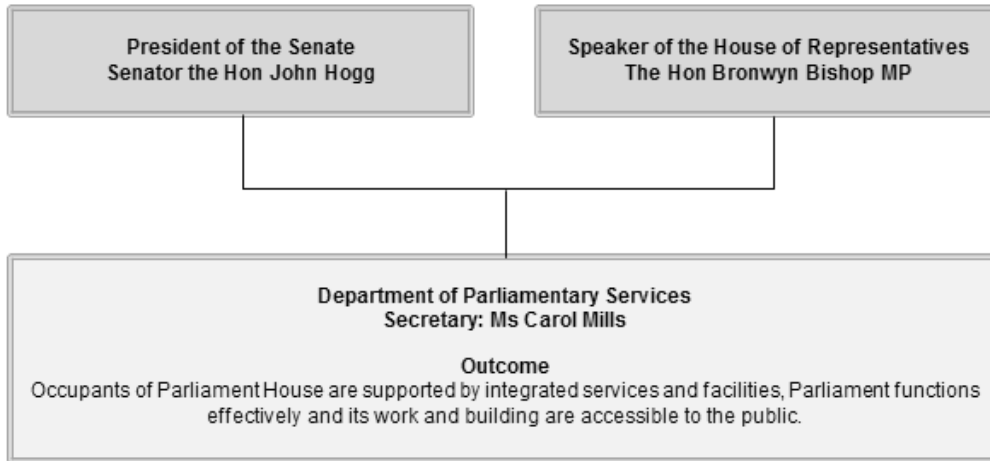 President of the Senate
Senator the Hon John Hogg
Speaker of the House of Representatives
The Hon Bronwyn Bishop MP
Department of Parliamentary Services
Secretary: Ms Carol Mills
Outcome
Occupants of Parliament House are supported by integrated services and facilities, Parliament functions
effectively and its work and building are accessible to the public.